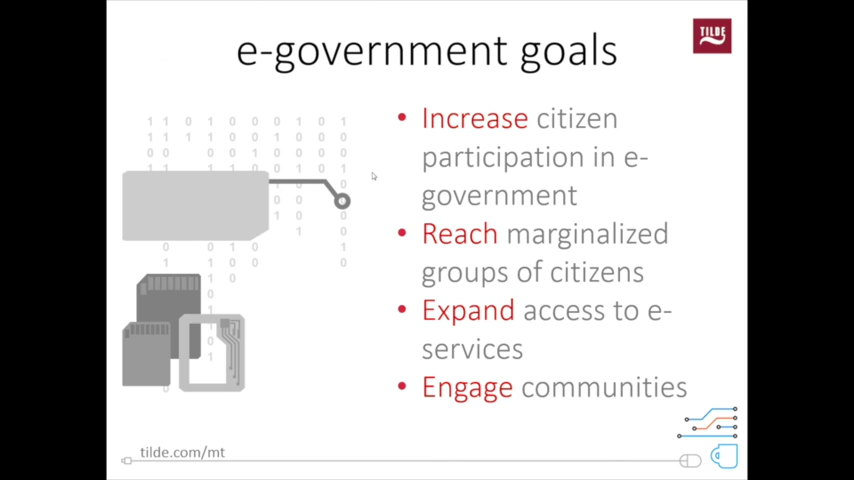 TILDE
e-government goals
• Increase citizen
participation in e-
government
• Reach marginalized
groups of citizens
• Expand access to e-
services
• Engage communities
tilde.com/mt